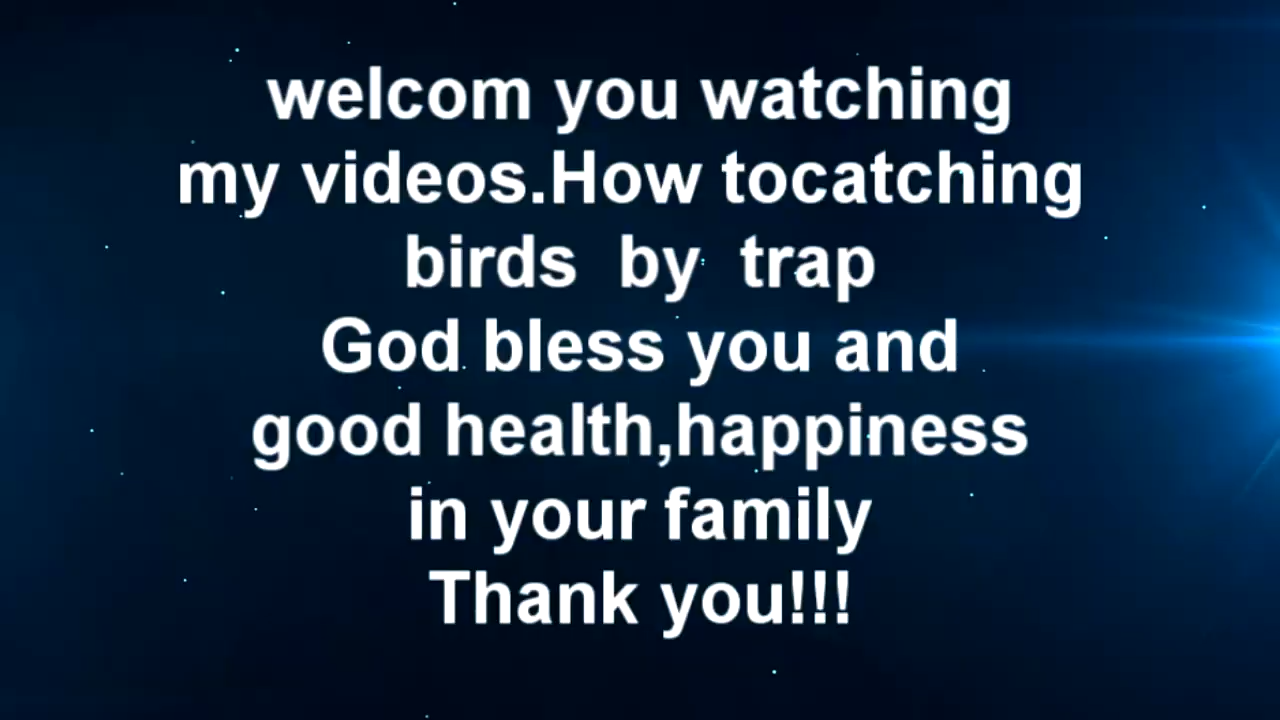 welcom you watching
my videos.How tocatching
birds  by  trap
God bless you and
good health,happiness
in your family
Thank you!!!